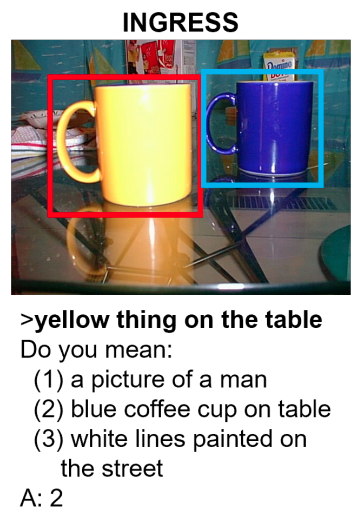 INGRESS
Domino
>yellow thing on the table
Do you mean:
(1) a picture of a man
(2) blue coffee cup on table
(3) white lines painted on
the street
A: 2